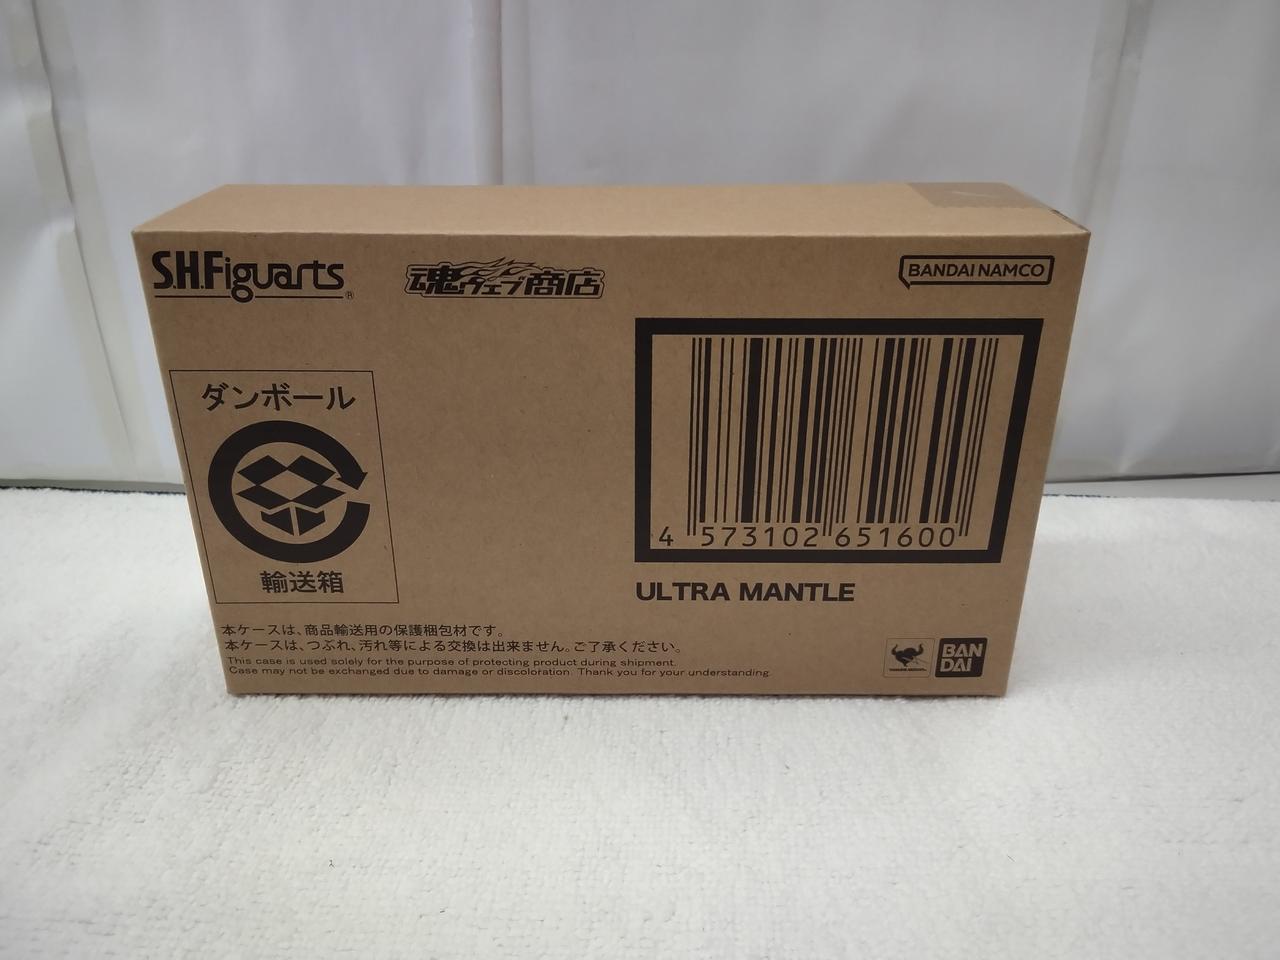 S.H.Figuarts®
魂ウェブ商店
BANDAI NAMCO
ダンボール
輸送箱
4 573102 651600
ULTRA MANTLE
本ケースは、商品輸送用の保護梱包材です。
本ケースは、つぶれ、汚れ等による交換は出来ません。ご了承ください。
This case is used solely for the purpose of protecting product during shipment.
Case may not be exchanged due to damage or discoloration. Thank you for your understanding.
BAN
DAI